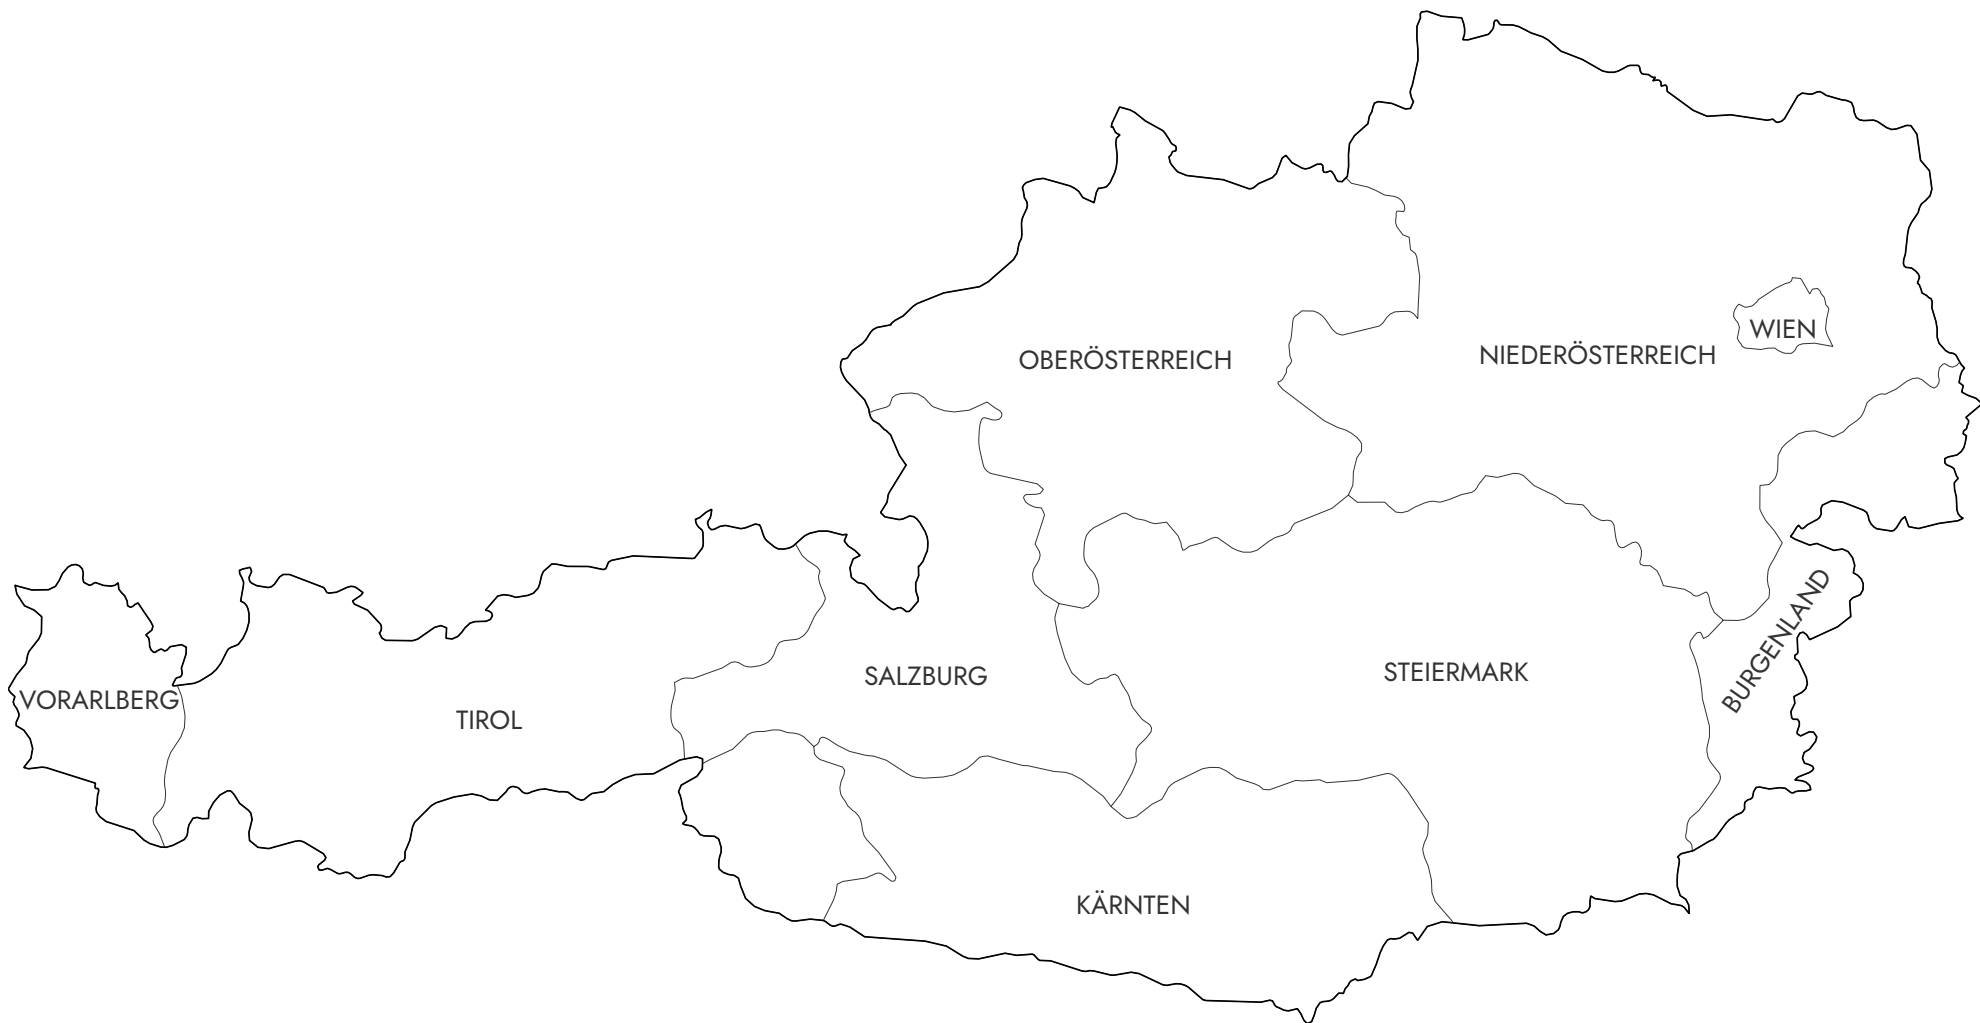 WIEN
OBERÖSTERREICH
NIEDERÖSTERREICH
BURGENLAND
SALZBURG
STEIERMARK
VORARLBERG
TIROL
KÄRNTEN